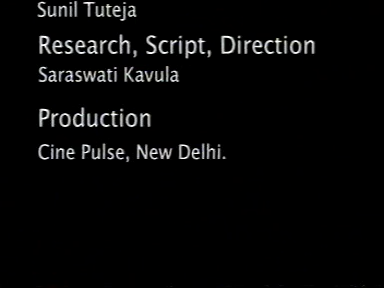 Sunil Tuteja
Research, Script, Direction
Saraswati Kavula
Production
Cine Pulse, New Delhi.